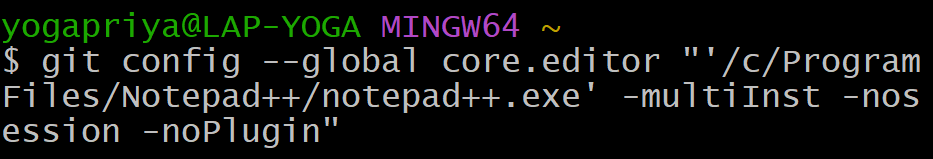 yogapriya@LAP-YOGA MINGW64 ~
$ git config --global core.editor "'/c/Program
Files/Notepad++/notepad++.exe' -multiInst -nos
ession -noPlugin"